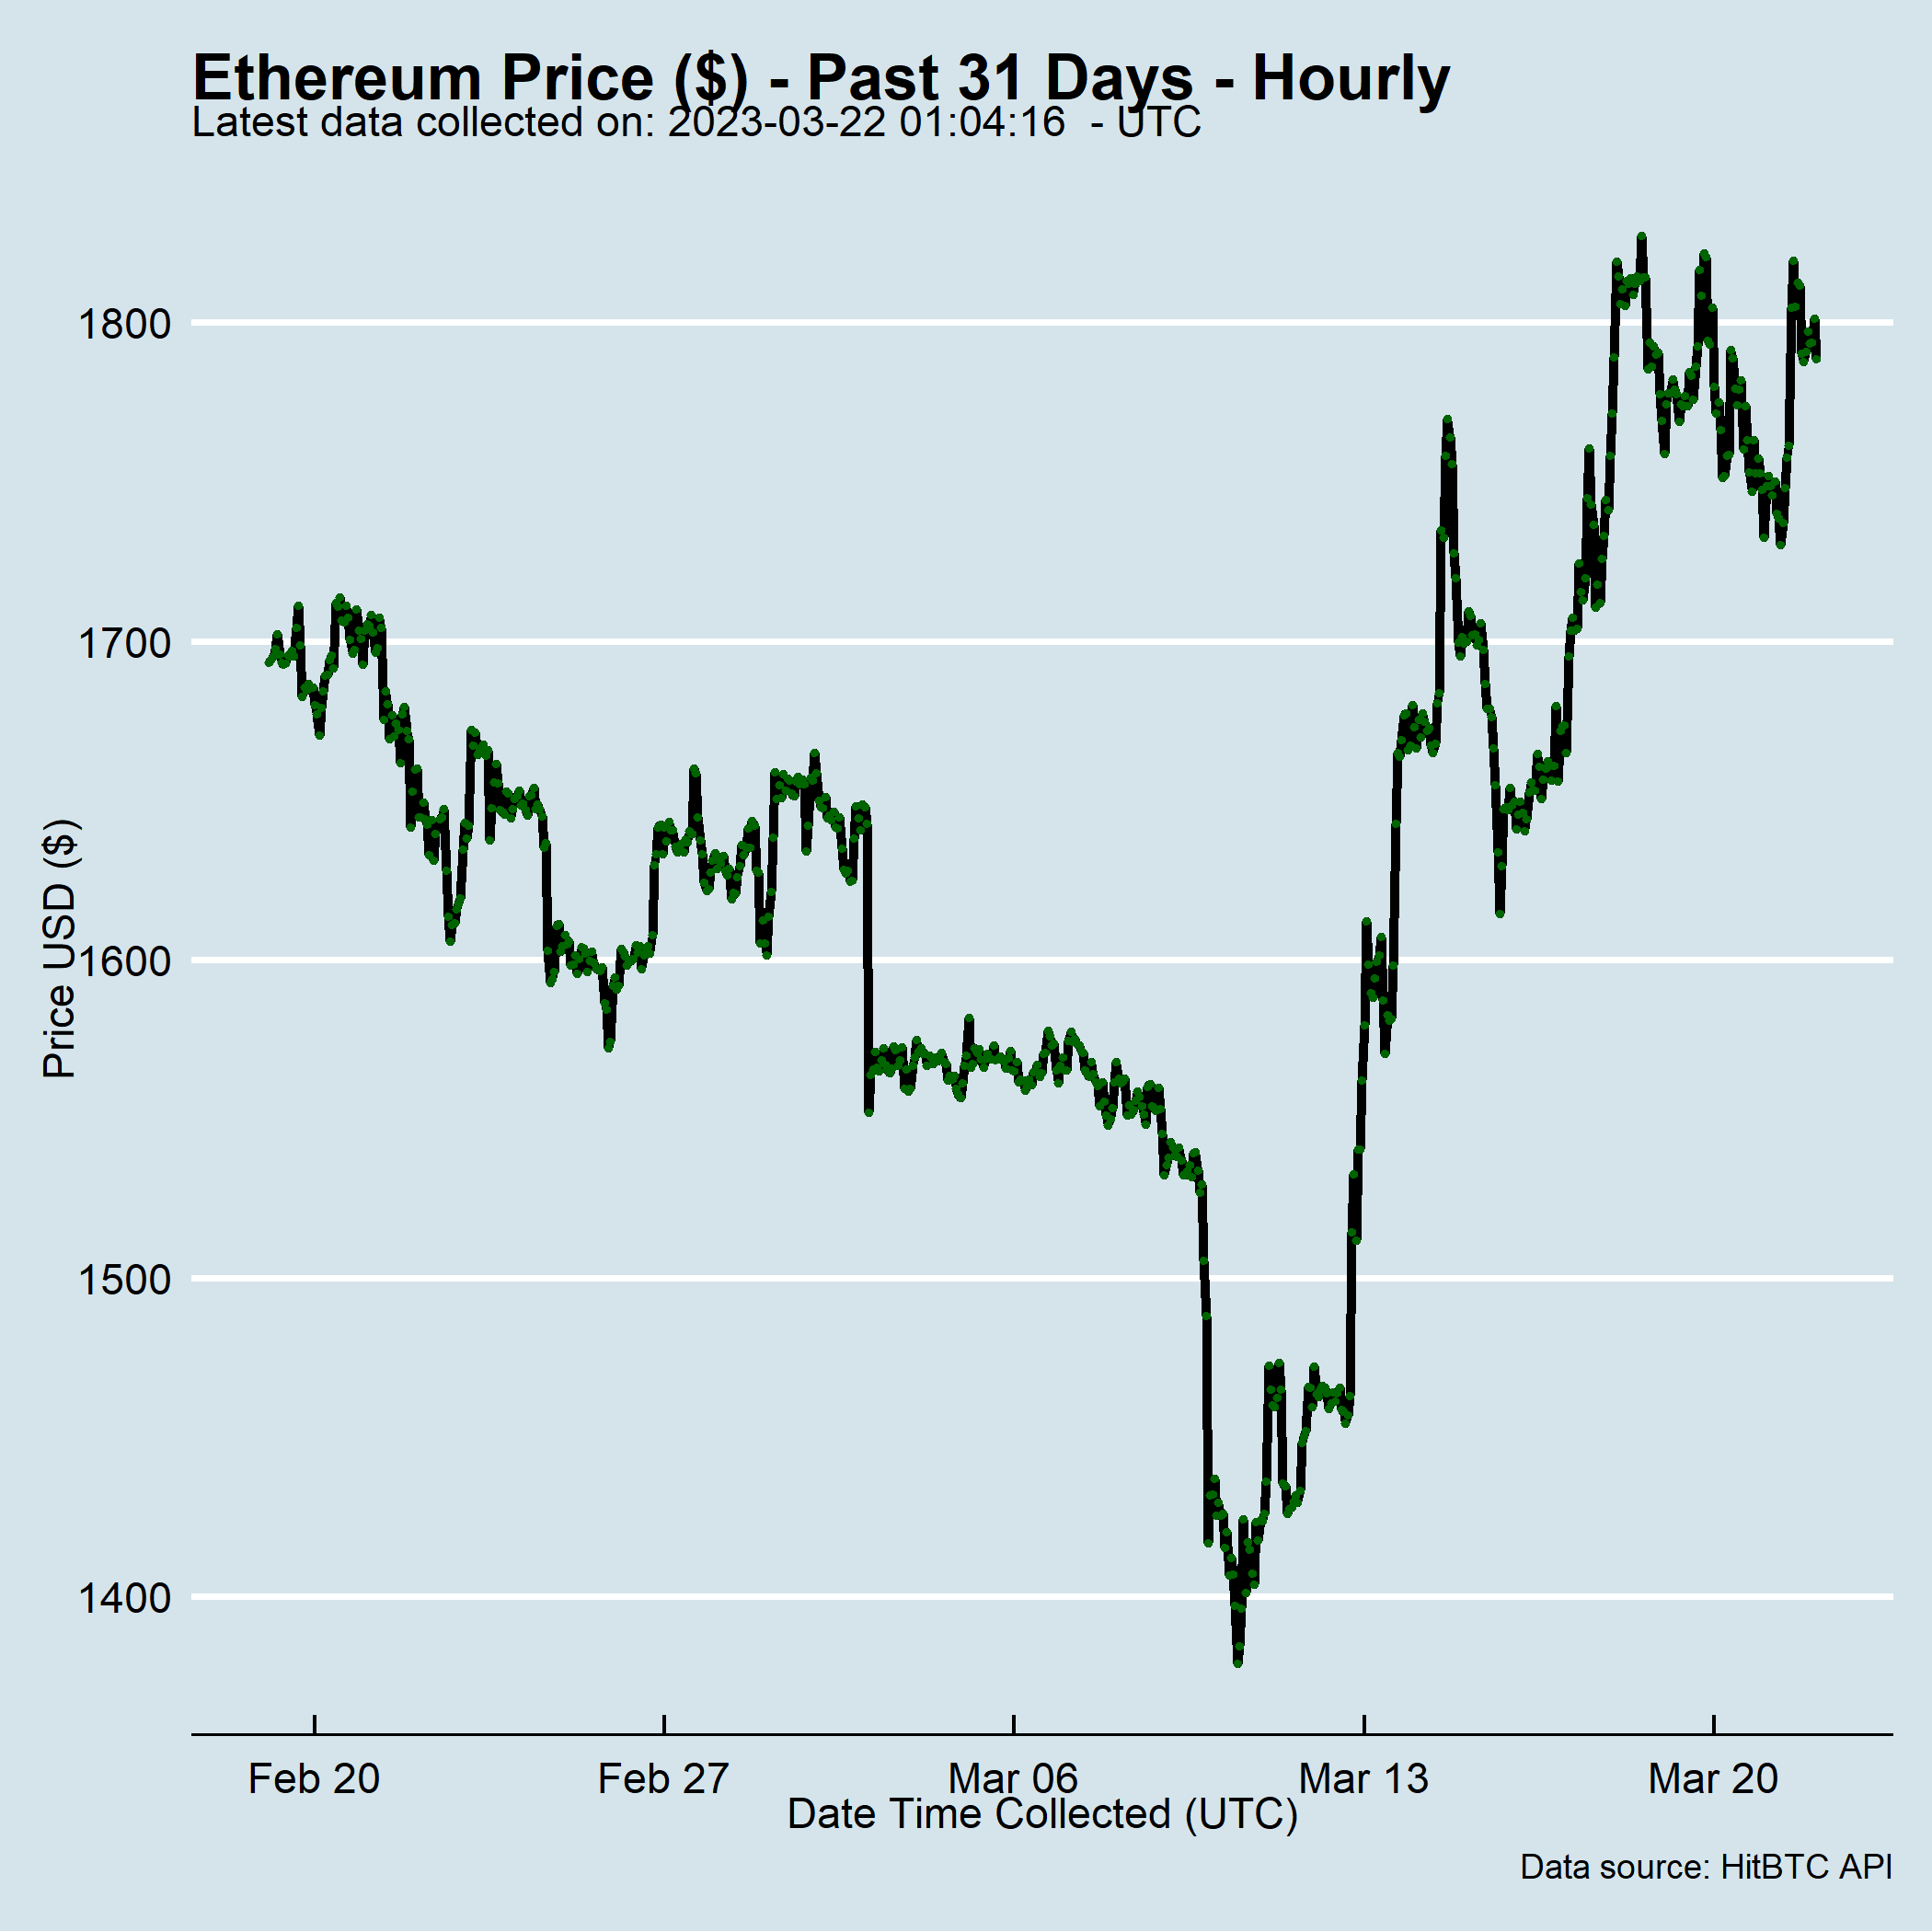 Ethereum Price ($) - Past 31 Days - Hourly
Latest data collected on: 2023-03-22 01:04:16  - UTC
1800
1700
1600
1500
1400
Price USD ($)
Feb 20 Feb 27 Mar 06 Mar 13 Mar 20
Date Time Collected (UTC)
Data source: HitBTC API